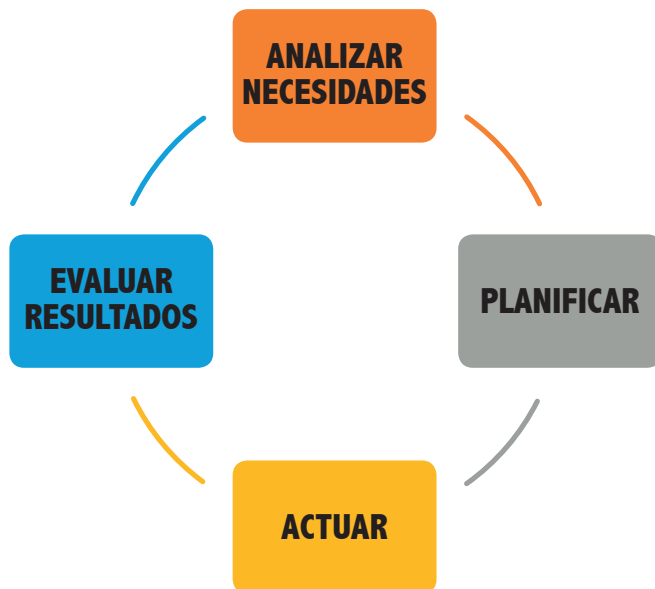 ANALIZAR
NECESIDADES
PLANIFICAR
ACTUAR
EVALUAR
RESULTADOS